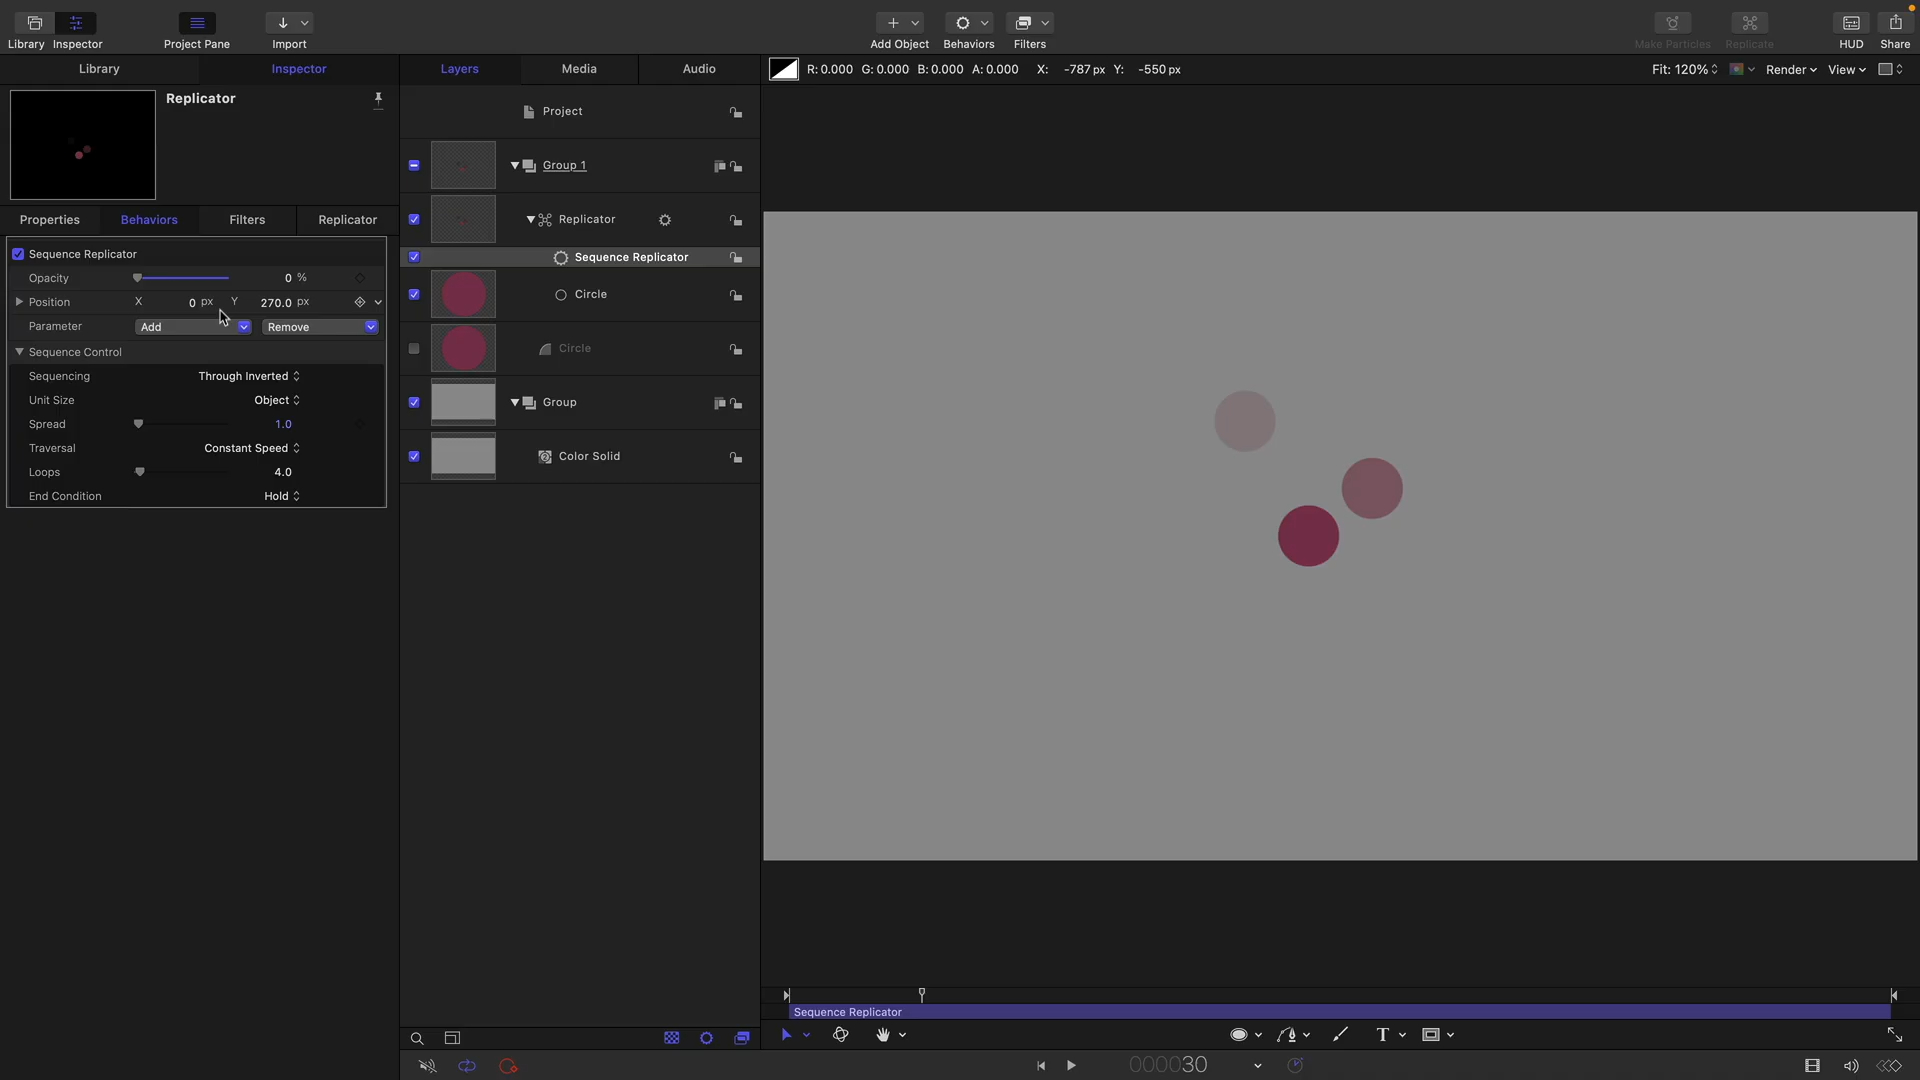 Library
Inspector
Project Pane
Import
Add Object
Behaviors
Filters
Make Particles
Replicate
HUD
Share
Library
Inspector
Layers
Media
Audio
R: 0.000 G: 0.000 B: 0.000 A: 0.000 X: -787 px Y: -550 px
Fit: 120%
Render
View
Replicator
Properties
Behaviors
Filters
Replicator
Sequence Replicator
Opacity 0 %
Position X 0 px Y 270.0 px
Parameter Add Remove
Sequence Control
Sequencing Through Inverted
Unit Size Object
Spread 1.0
Traversal Constant Speed
Loops 4.0
End Condition Hold
Project
Group 1
Replicator
Sequence Replicator
Circle
Circle
Group
Color Solid
Sequence Replicator
T
000030